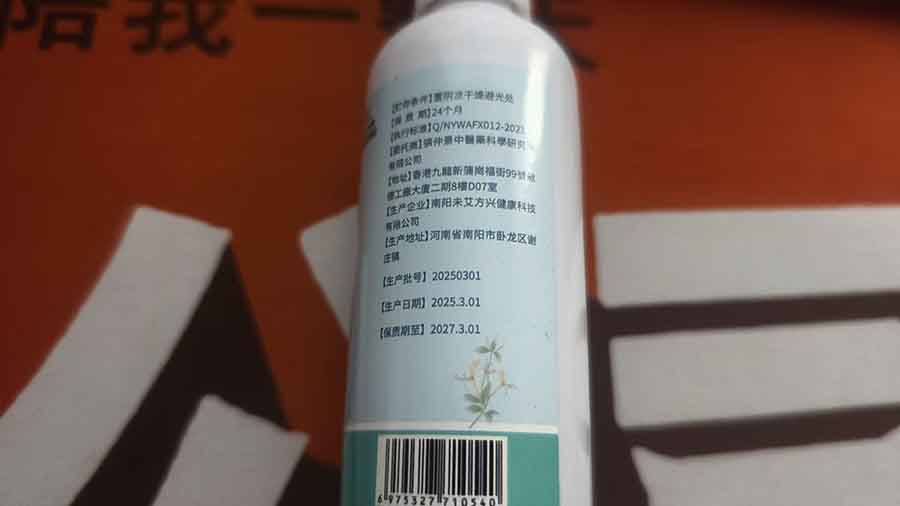 陪我一
【贮存条件】置阴凉干燥避光处
【保质期】24个月
【执行标准】Q/NYWAFX012-2021
【委托商】張仲景中醫藥科學研究
有限公司
【地址】香港九龍新蒲崗福街99號
德工廠大廈二期8樓D07室
【生产企业】南阳未艾方兴健康科技
有限公司
【生产地址】河南省南阳市卧龙区谢
庄镇
【生产批号】20250301
【生产日期】2025.3.01
【保质期至】2027.3.01
6 975327 710540